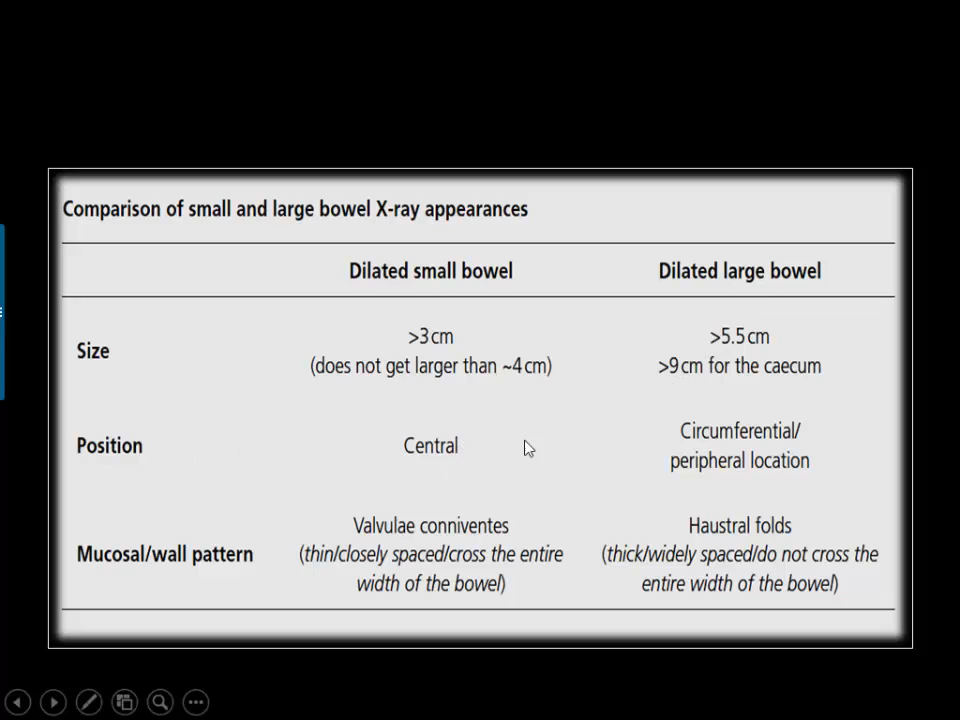 Comparison of small and large bowel X-ray appearances
Dilated small bowel Dilated large bowel
Size
>3 cm
(does not get larger than ~4 cm)
>5.5 cm
>9 cm for the caecum
Position
Central
Circumferential/
peripheral location
Mucosal/wall pattern
Valvulae conniventes
(thin/closely spaced/cross the entire
width of the bowel)
Haustral folds
(thick/widely spaced/do not cross the
entire width of the bowel)